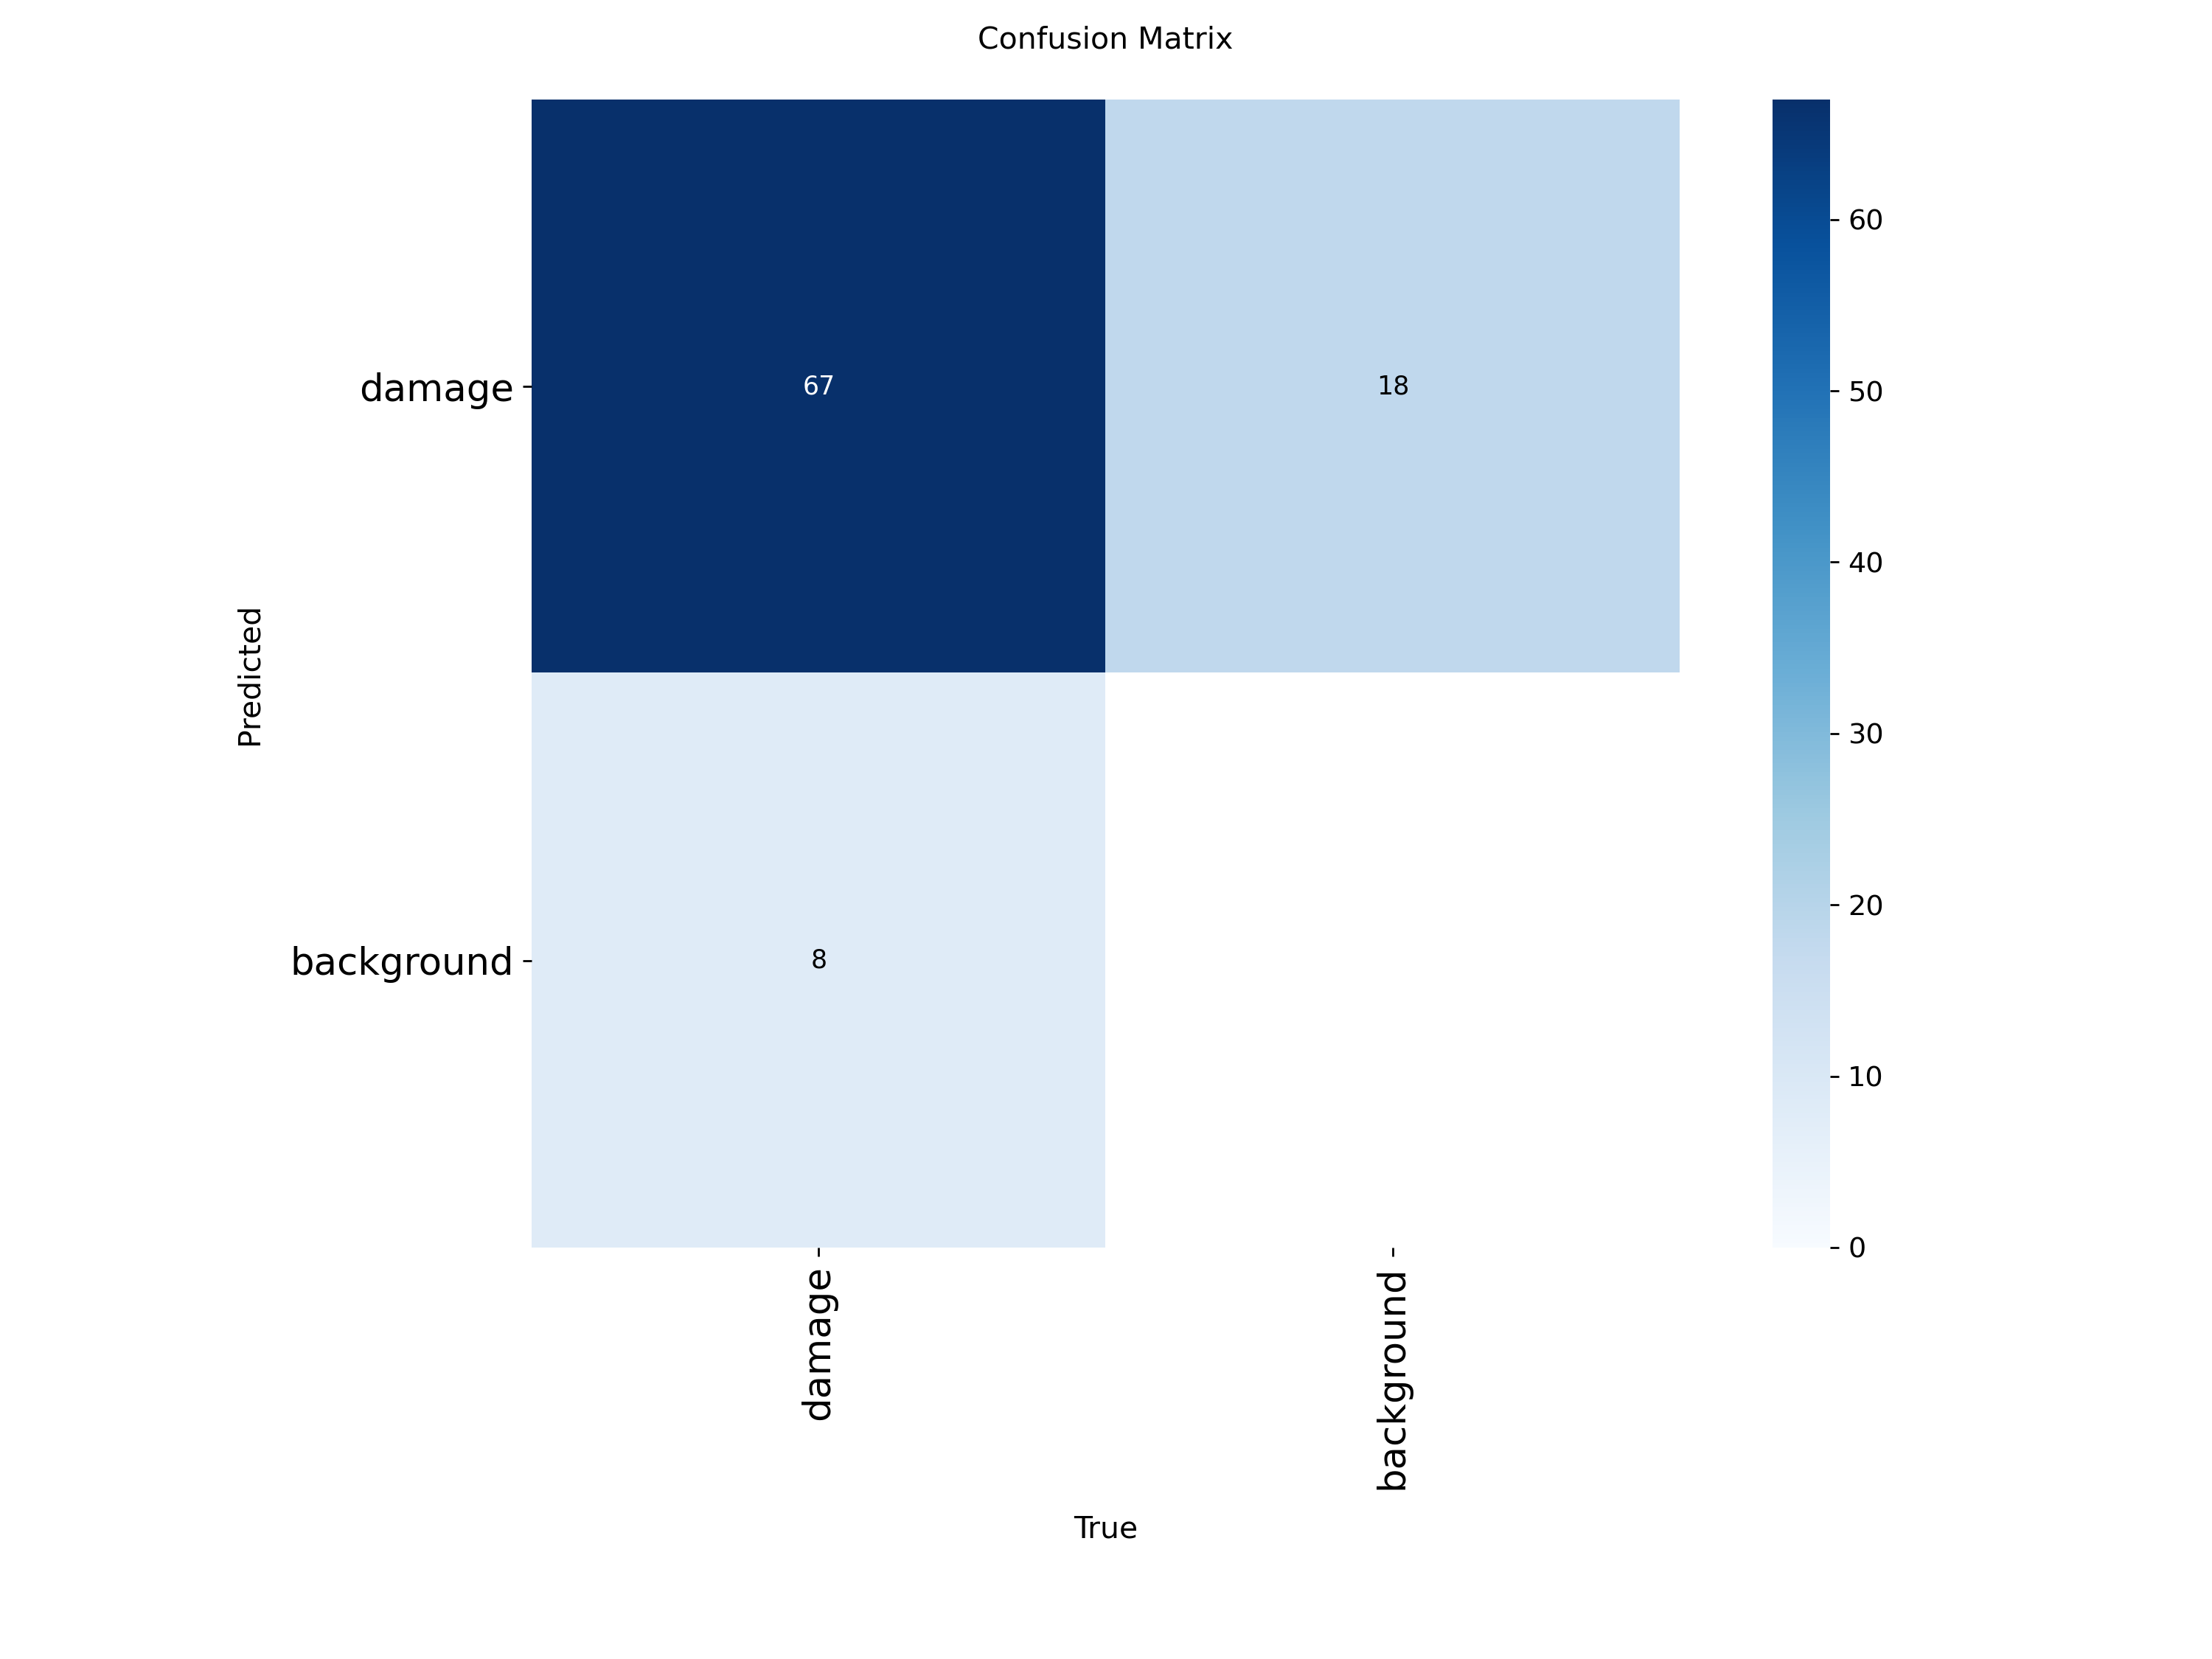 Confusion Matrix
damage
67
18
60
50
40
30
20
10
0
Predicted
background
8
damage
background
True